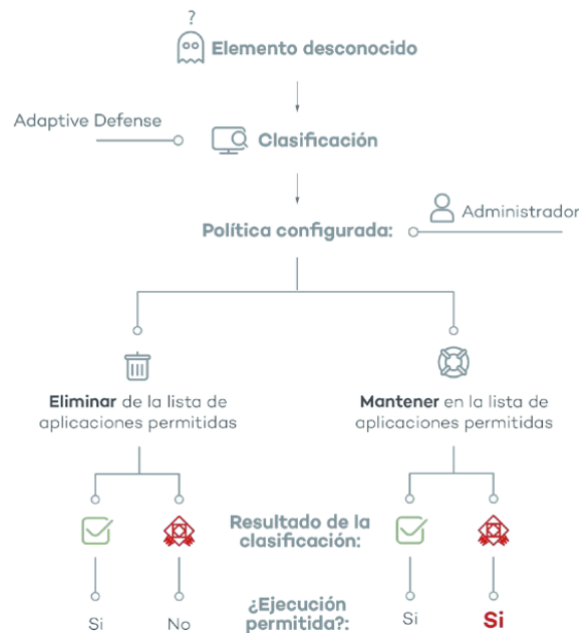 ?
Elemento desconocido
Adaptive Defense
Clasificación
Administrador
Política configurada:
Eliminar de la lista de
aplicaciones permitidas
Mantener en la lista de
aplicaciones permitidas
Resultado de la
clasificación:
¿Ejecución
permitida?:
Si
No
Si
Si